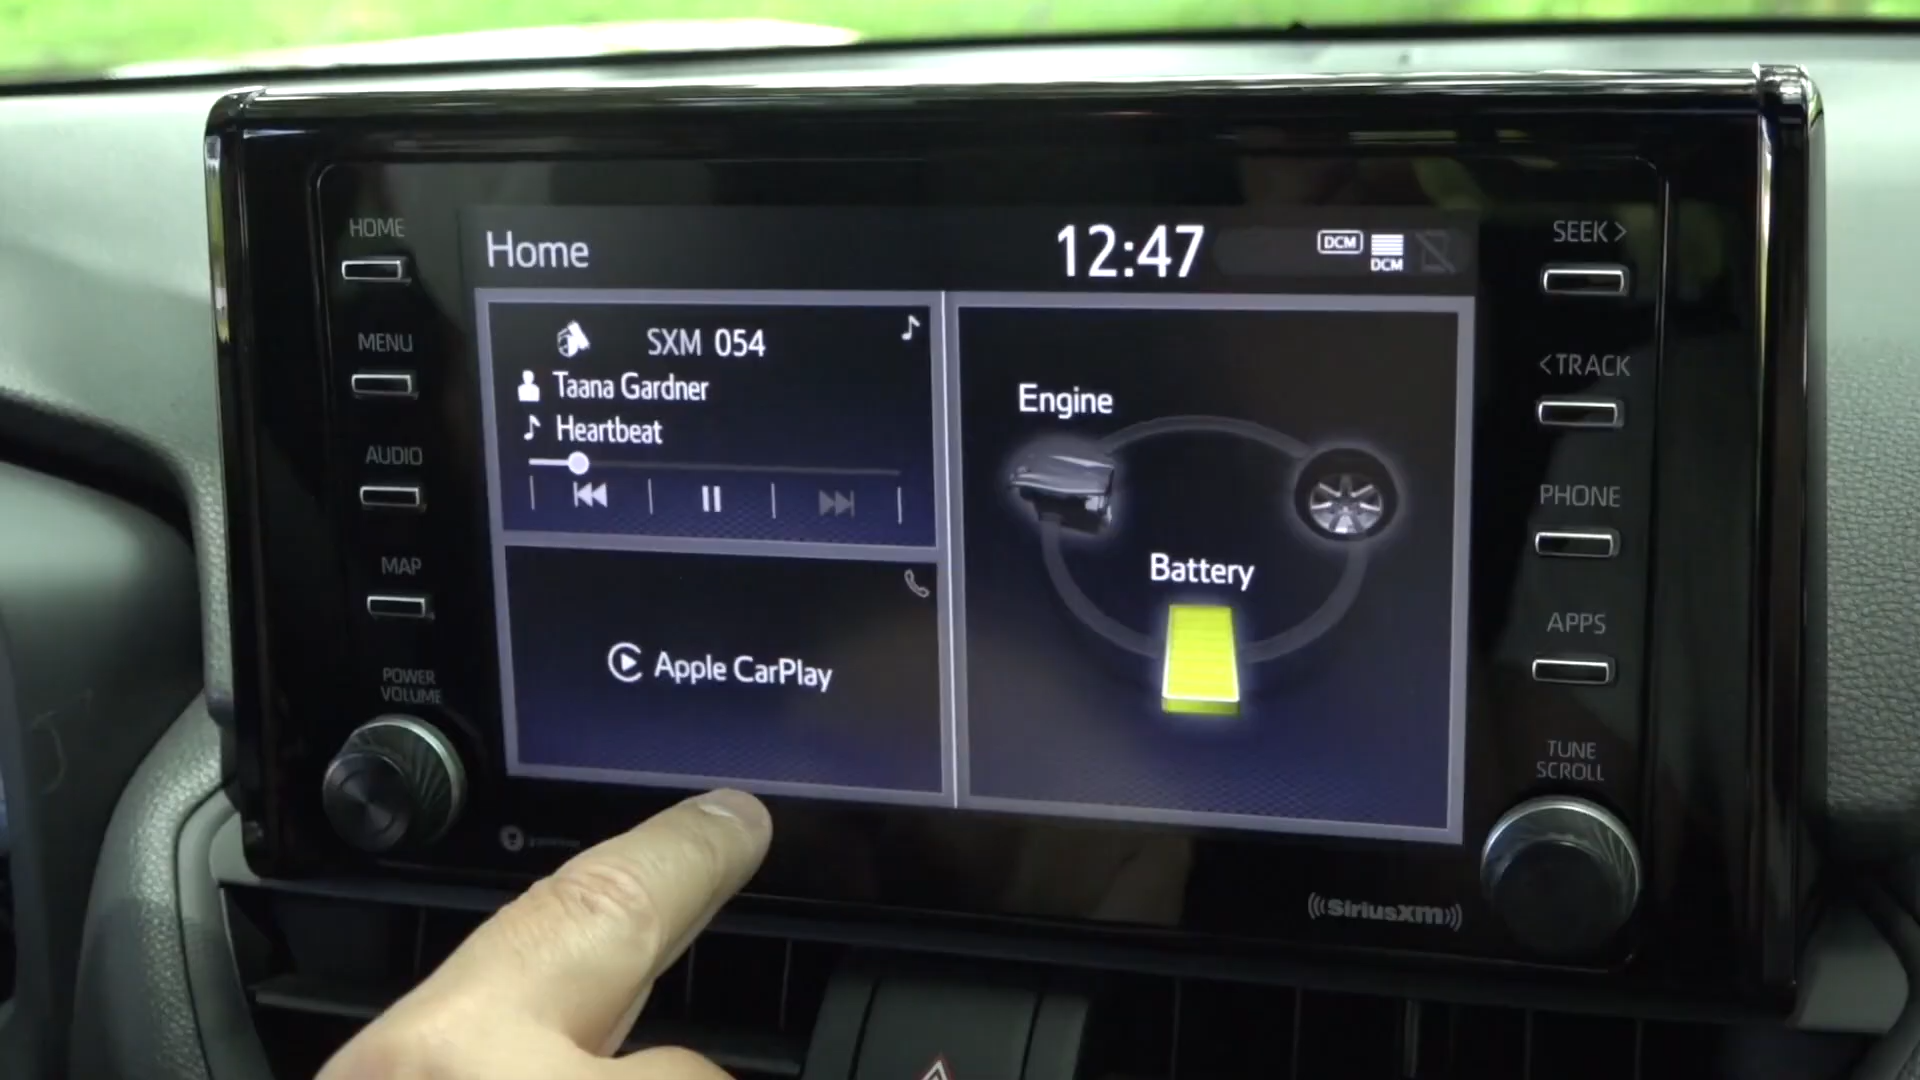 HOME
MENU
AUDIO
MAP
POWER
VOLUME
Home
12:47
DCM
DCM
SXM 054
Taana Gardner
Heartbeat
Apple CarPlay
Engine
Battery
SEEK >
< TRACK
PHONE
APPS
TUNE
SCROLL
((SiriusXM))